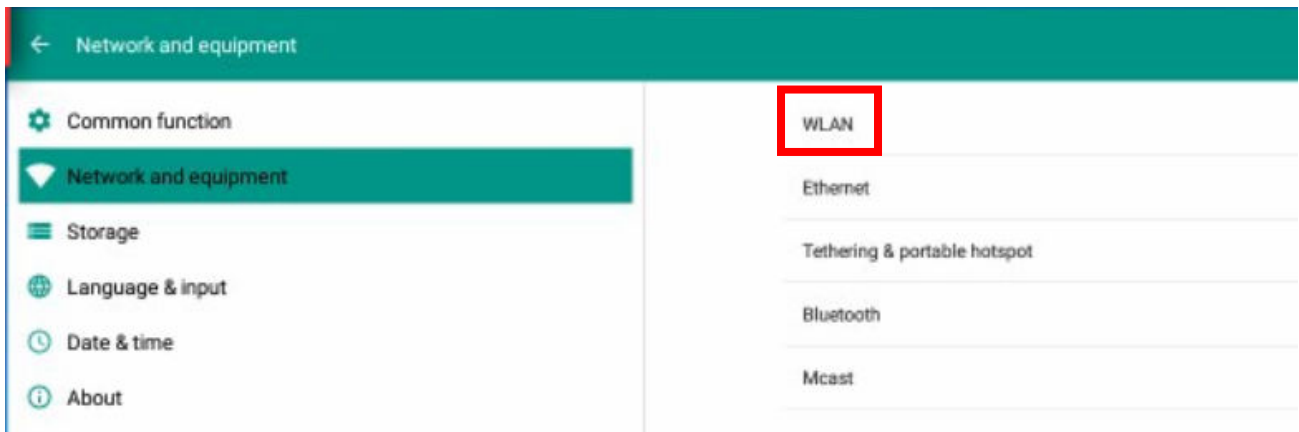 Network and equipment
Common function
Network and equipment
Storage
Language & input
Date & time
About
WLAN
Ethernet
Tethering & portable hotspot
Bluetooth
Mcast